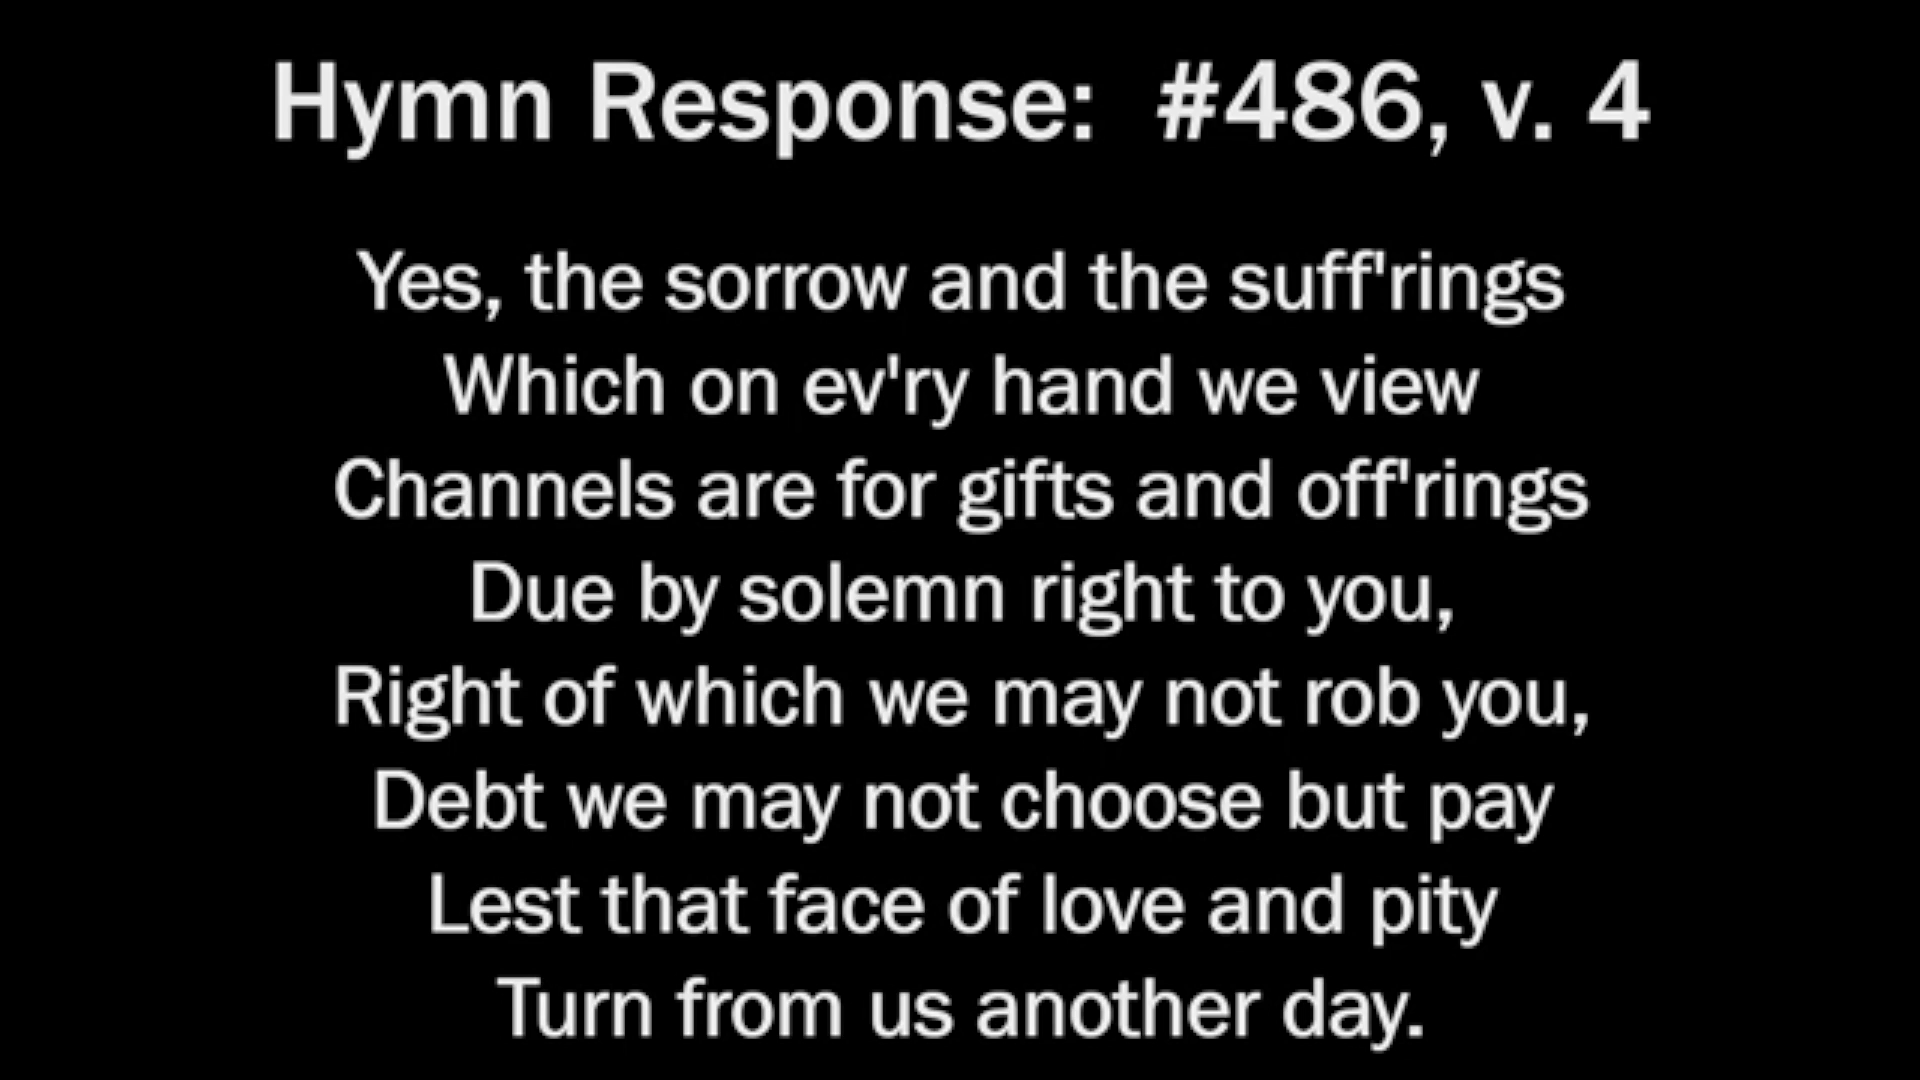 Hymn Response:  #486, v. 4
Yes, the sorrow and the suff'rings
Which on ev'ry hand we view
Channels are for gifts and off'rings
Due by solemn right to you,
Right of which we may not rob you,
Debt we may not choose but pay
Lest that face of love and pity
Turn from us another day.